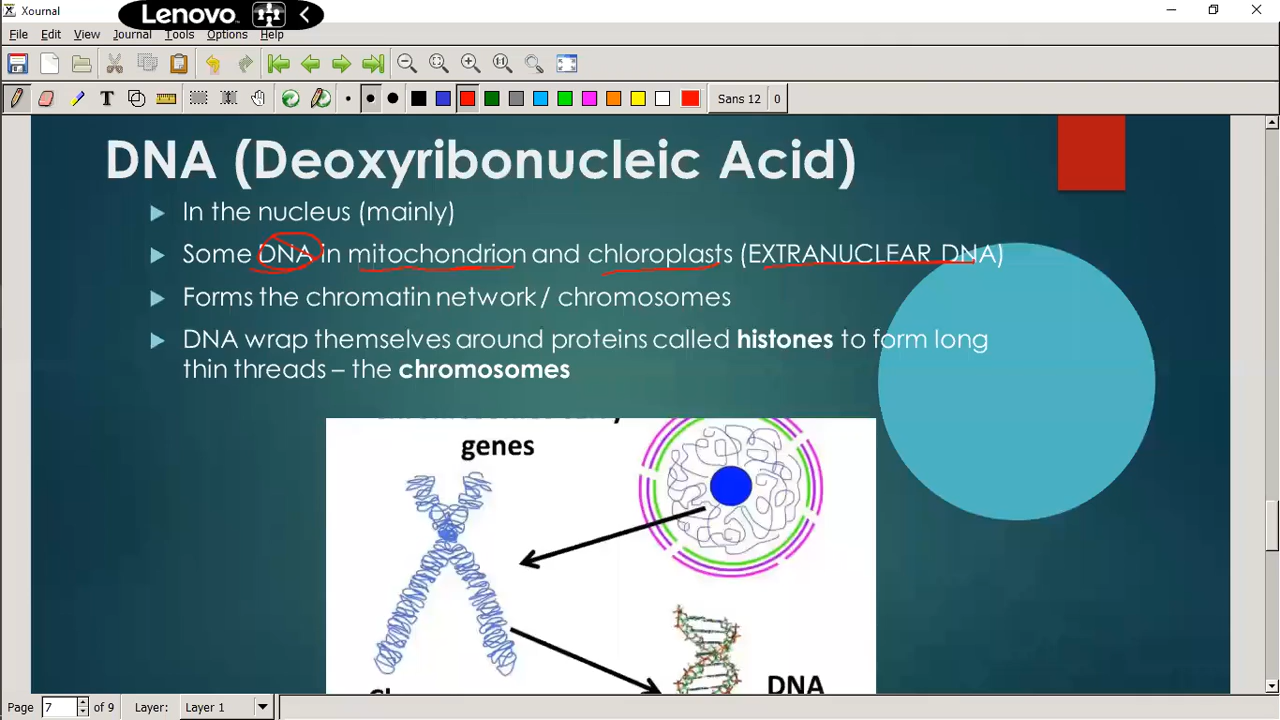 Xournal
Lenovo
File Edit View Journal Tools Options Help
Sans 12 0
DNA (Deoxyribonucleic Acid)
In the nucleus (mainly)
Some DNA in mitochondrion and chloroplasts (EXTRANUCLEAR DNA)
Forms the chromatin network/ chromosomes
DNA wrap themselves around proteins called histones to form long
thin threads – the chromosomes
genes
DNA
Page 7 of 9 Layer: Layer 1